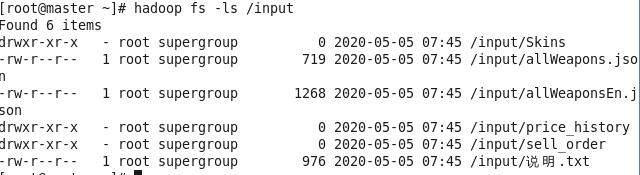 [root@master ~]# hadoop fs -ls /input
Found 6 items
drwxr-xr-x   - root supergroup          0 2020-05-05 07:45 /input/Skins
-rw-r--r--   1 root supergroup        719 2020-05-05 07:45 /input/allWeapons.jso
n
-rw-r--r--   1 root supergroup       1268 2020-05-05 07:45 /input/allWeaponsEn.j
son
drwxr-xr-x   - root supergroup          0 2020-05-05 07:45 /input/price_history
drwxr-xr-x   - root supergroup          0 2020-05-05 07:45 /input/sell_order
-rw-r--r--   1 root supergroup        976 2020-05-05 07:45 /input/说明.txt